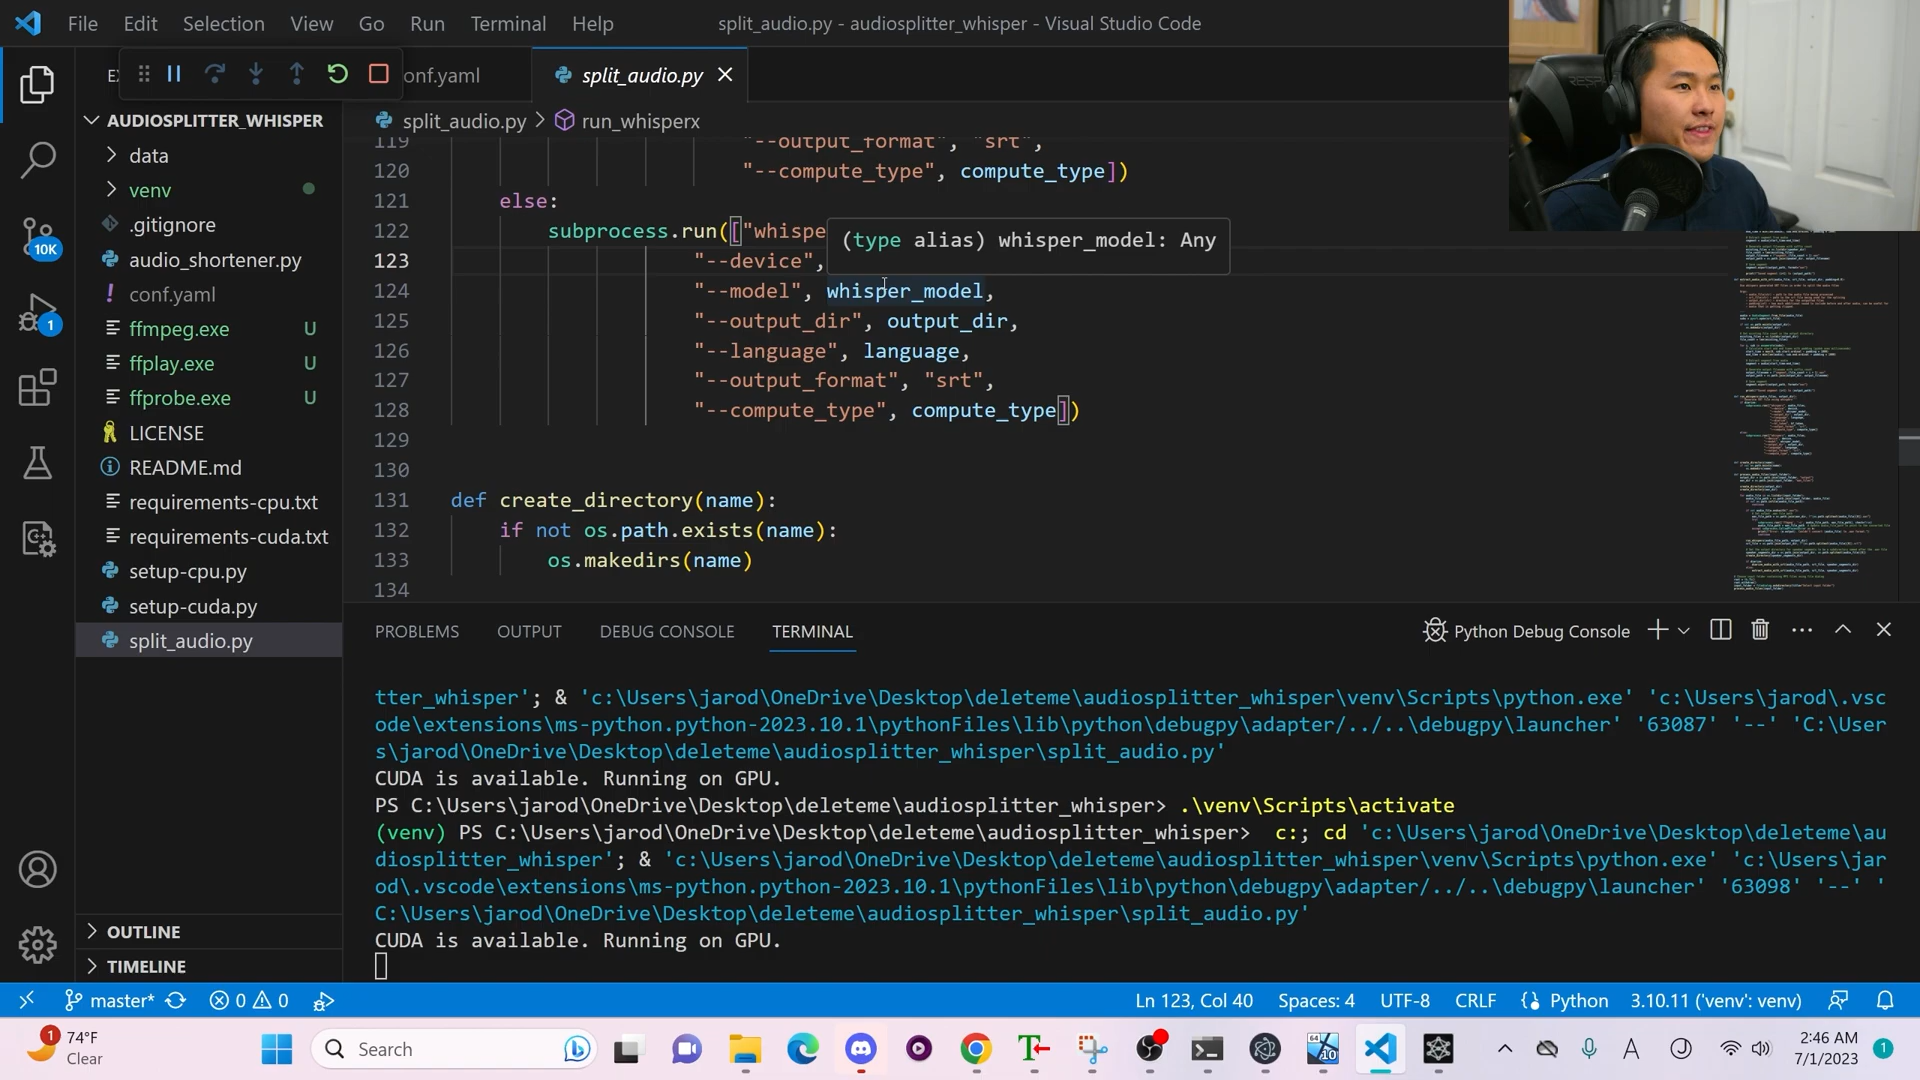 File Edit Selection View Go Run Terminal Help
split_audio.py - audiosplitter_whisper - Visual Studio Code
onf.yaml
split_audio.py
AUDIOSPLITTER_WHISPER
data
venv
.gitignore
10K
audio_shortener.py
conf.yaml
1
ffmpeg.exe U
ffplay.exe U
ffprobe.exe U
LICENSE
README.md
requirements-cpu.txt
requirements-cuda.txt
setup-cpu.py
setup-cuda.py
split_audio.py
OUTLINE
TIMELINE
split_audio.py > run_whisperx
119 "--output_format", "srt",
120 "--compute_type", compute_type])
121 else:
122 subprocess.run(["whispe
(type alias) whisper_model: Any
123 "--device",
124 "--model", whisper_model,
125 "--output_dir", output_dir,
126 "--language", language,
127 "--output_format", "srt",
128 "--compute_type", compute_type])
129
130
131 def create_directory(name):
132 if not os.path.exists(name):
133 os.makedirs(name)
134
PROBLEMS OUTPUT DEBUG CONSOLE TERMINAL
Python Debug Console
tter_whisper'; & 'c:\Users\jarod\OneDrive\Desktop\deleteme\audiosplitter_whisper\venv\Scripts\python.exe' 'c:\Users\jarod\.vsc
ode\extensions\ms-python.python-2023.10.1\pythonFiles\lib\python\debugpy\adapter/../..\debugpy\launcher' '63087' '--' 'C:\User
s\jarod\OneDrive\Desktop\deleteme\audiosplitter_whisper\split_audio.py'
CUDA is available. Running on GPU.
PS C:\Users\jarod\OneDrive\Desktop\deleteme\audiosplitter_whisper> .\venv\Scripts\activate
(venv) PS C:\Users\jarod\OneDrive\Desktop\deleteme\audiosplitter_whisper> c:; cd 'c:\Users\jarod\OneDrive\Desktop\deleteme\au
diosplitter_whisper'; & 'c:\Users\jarod\OneDrive\Desktop\deleteme\audiosplitter_whisper\venv\Scripts\python.exe' 'c:\Users\jar
od\.vscode\extensions\ms-python.python-2023.10.1\pythonFiles\lib\python\debugpy\adapter/../..\debugpy\launcher' '63098' '--' '
C:\Users\jarod\OneDrive\Desktop\deleteme\audiosplitter_whisper\split_audio.py'
CUDA is available. Running on GPU.
master* 0 0
Ln 123, Col 40 Spaces: 4 UTF-8 CRLF Python 3.10.11 ('venv': venv)
1 74°F
Clear
Search
64
10
2:46 AM
7/1/2023
1